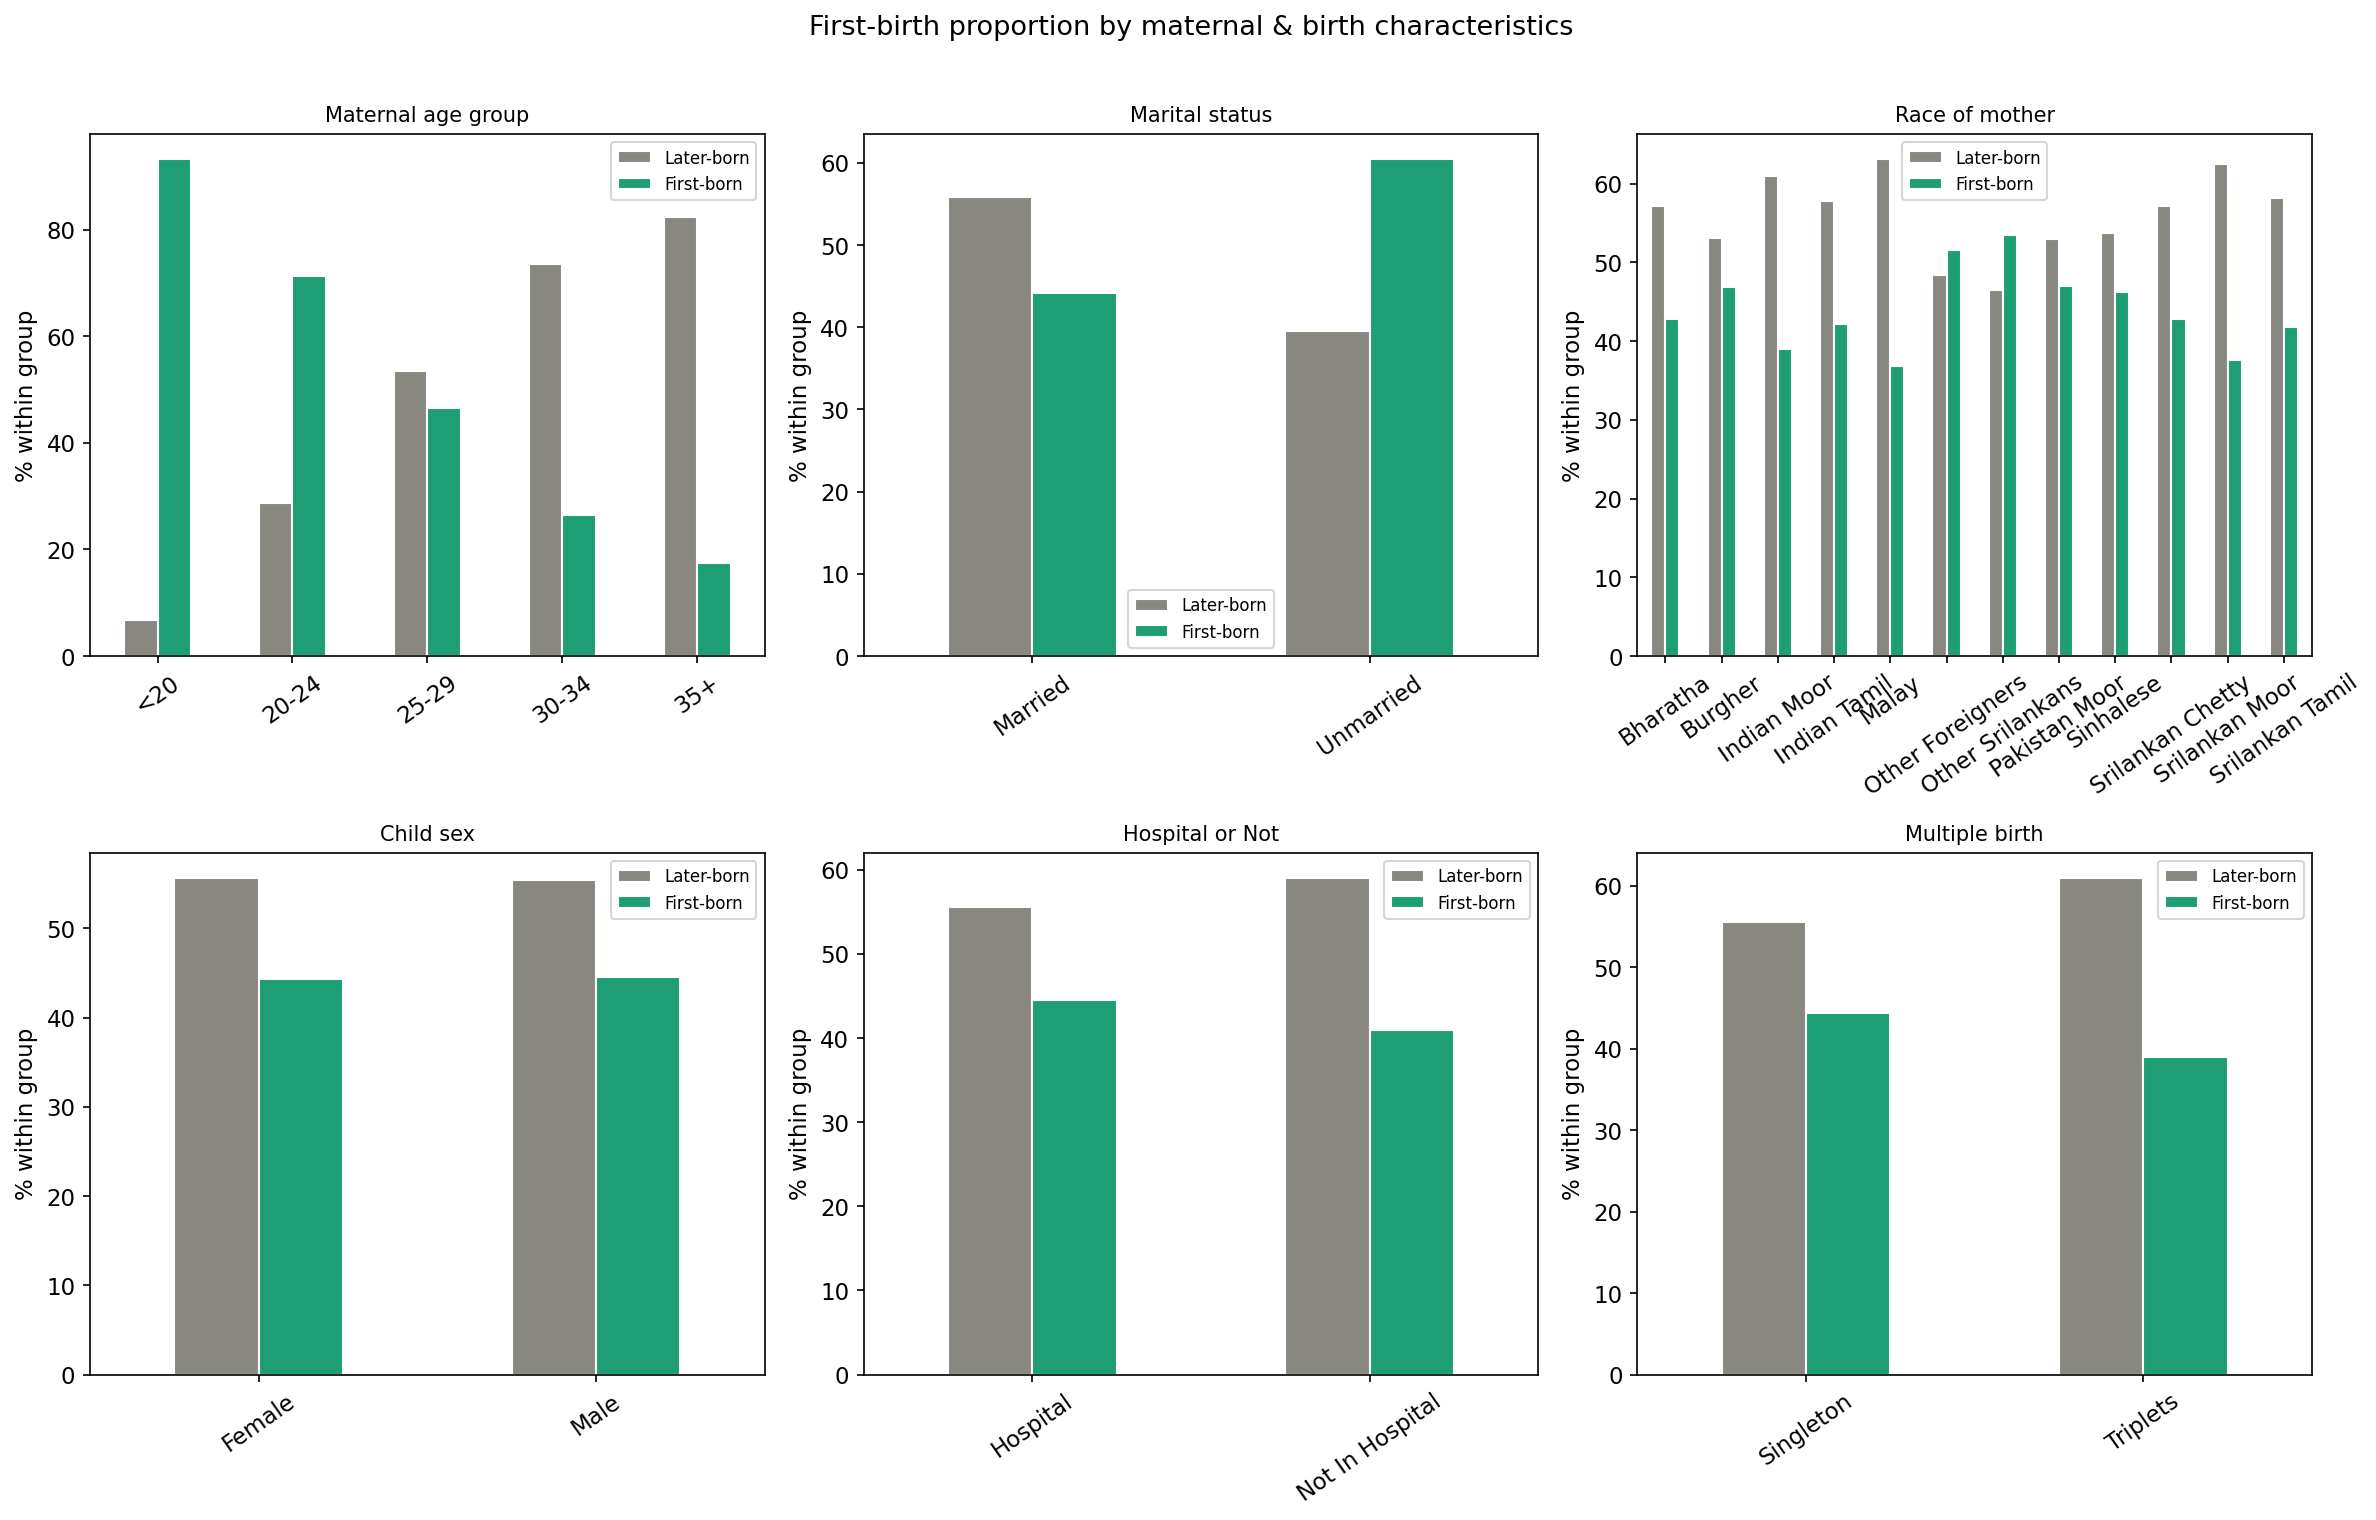 First-birth proportion by maternal & birth characteristics
Maternal age group
% within group
80
60
40
20
0
<20
20-24
25-29
30-34
35+
Later-born
First-born
Marital status
% within group
60
50
40
30
20
10
0
Married
Unmarried
Later-born
First-born
Race of mother
% within group
60
50
40
30
20
10
0
Bharatha
Burgher
Indian Moor
Indian Tamil
Malay
Other Foreigners
Other Srilankans
Pakistan Moor
Sinhalese
Srilankan Chetty
Srilankan Moor
Srilankan Tamil
Later-born
First-born
Child sex
% within group
50
40
30
20
10
0
Female
Male
Later-born
First-born
Hospital or Not
% within group
60
50
40
30
20
10
0
Hospital
Not In Hospital
Later-born
First-born
Multiple birth
% within group
60
50
40
30
20
10
0
Singleton
Triplets
Later-born
First-born